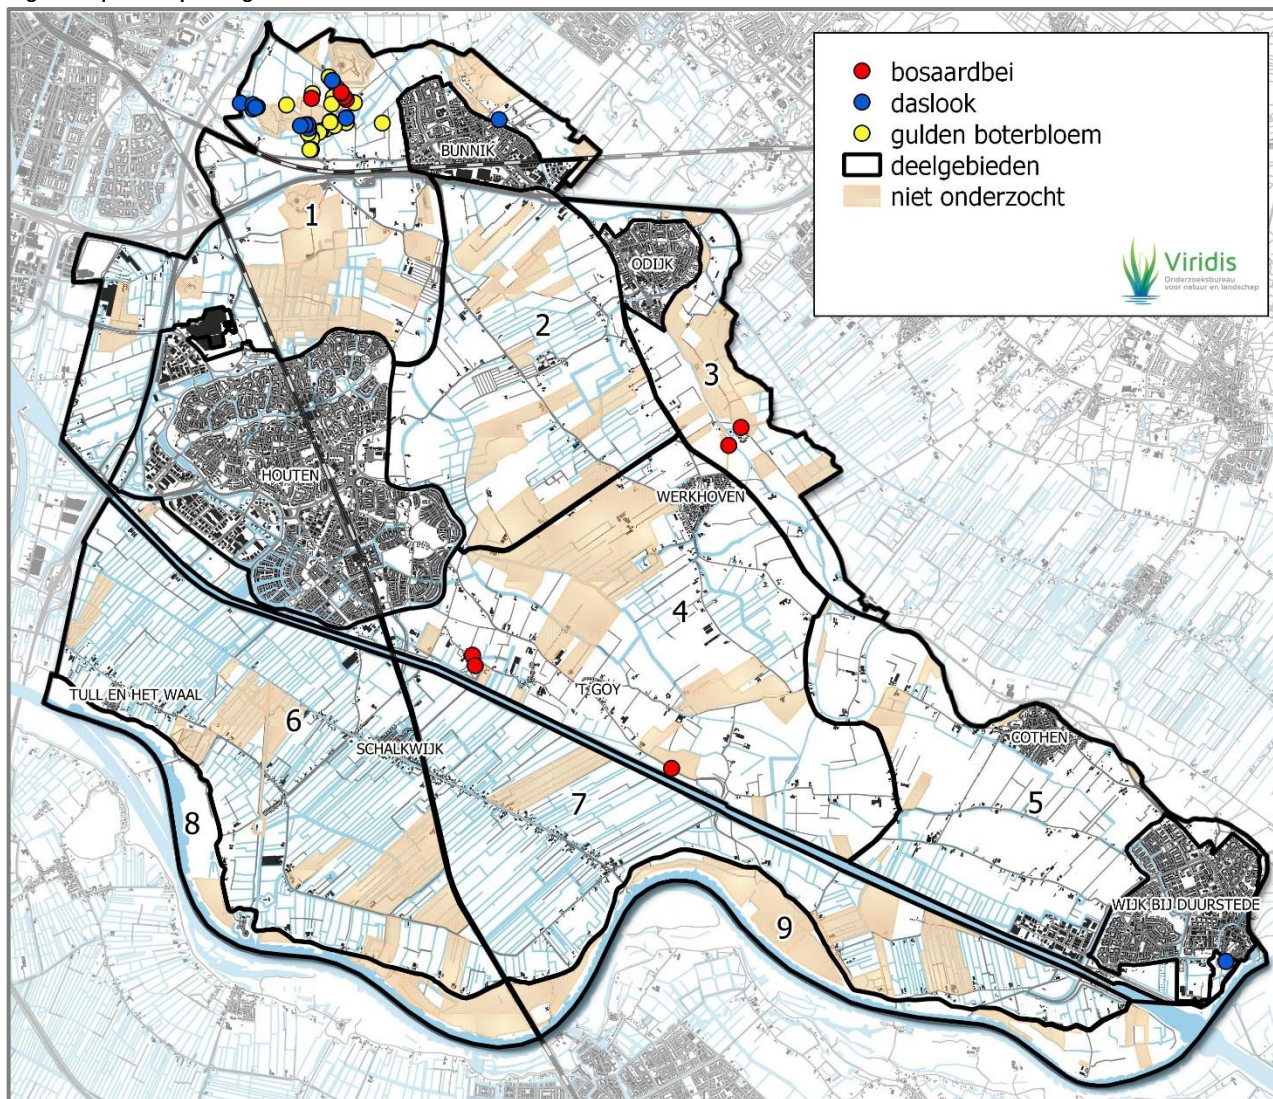 bosaardbei
daslook
gulden boterbloem
deelgebieden
niet onderzocht
Viridis
Onderzoeksbureau
voor natuur en landschap
BUNNIK
1
ODIJK
2
3
HOUTEN
WERKHOVEN
4
TULL EN HET WAAL
6
'T GOY
SCHALKWIJK
COTHEN
7
5
8
WIJK BIJ DUURSTEDE
9